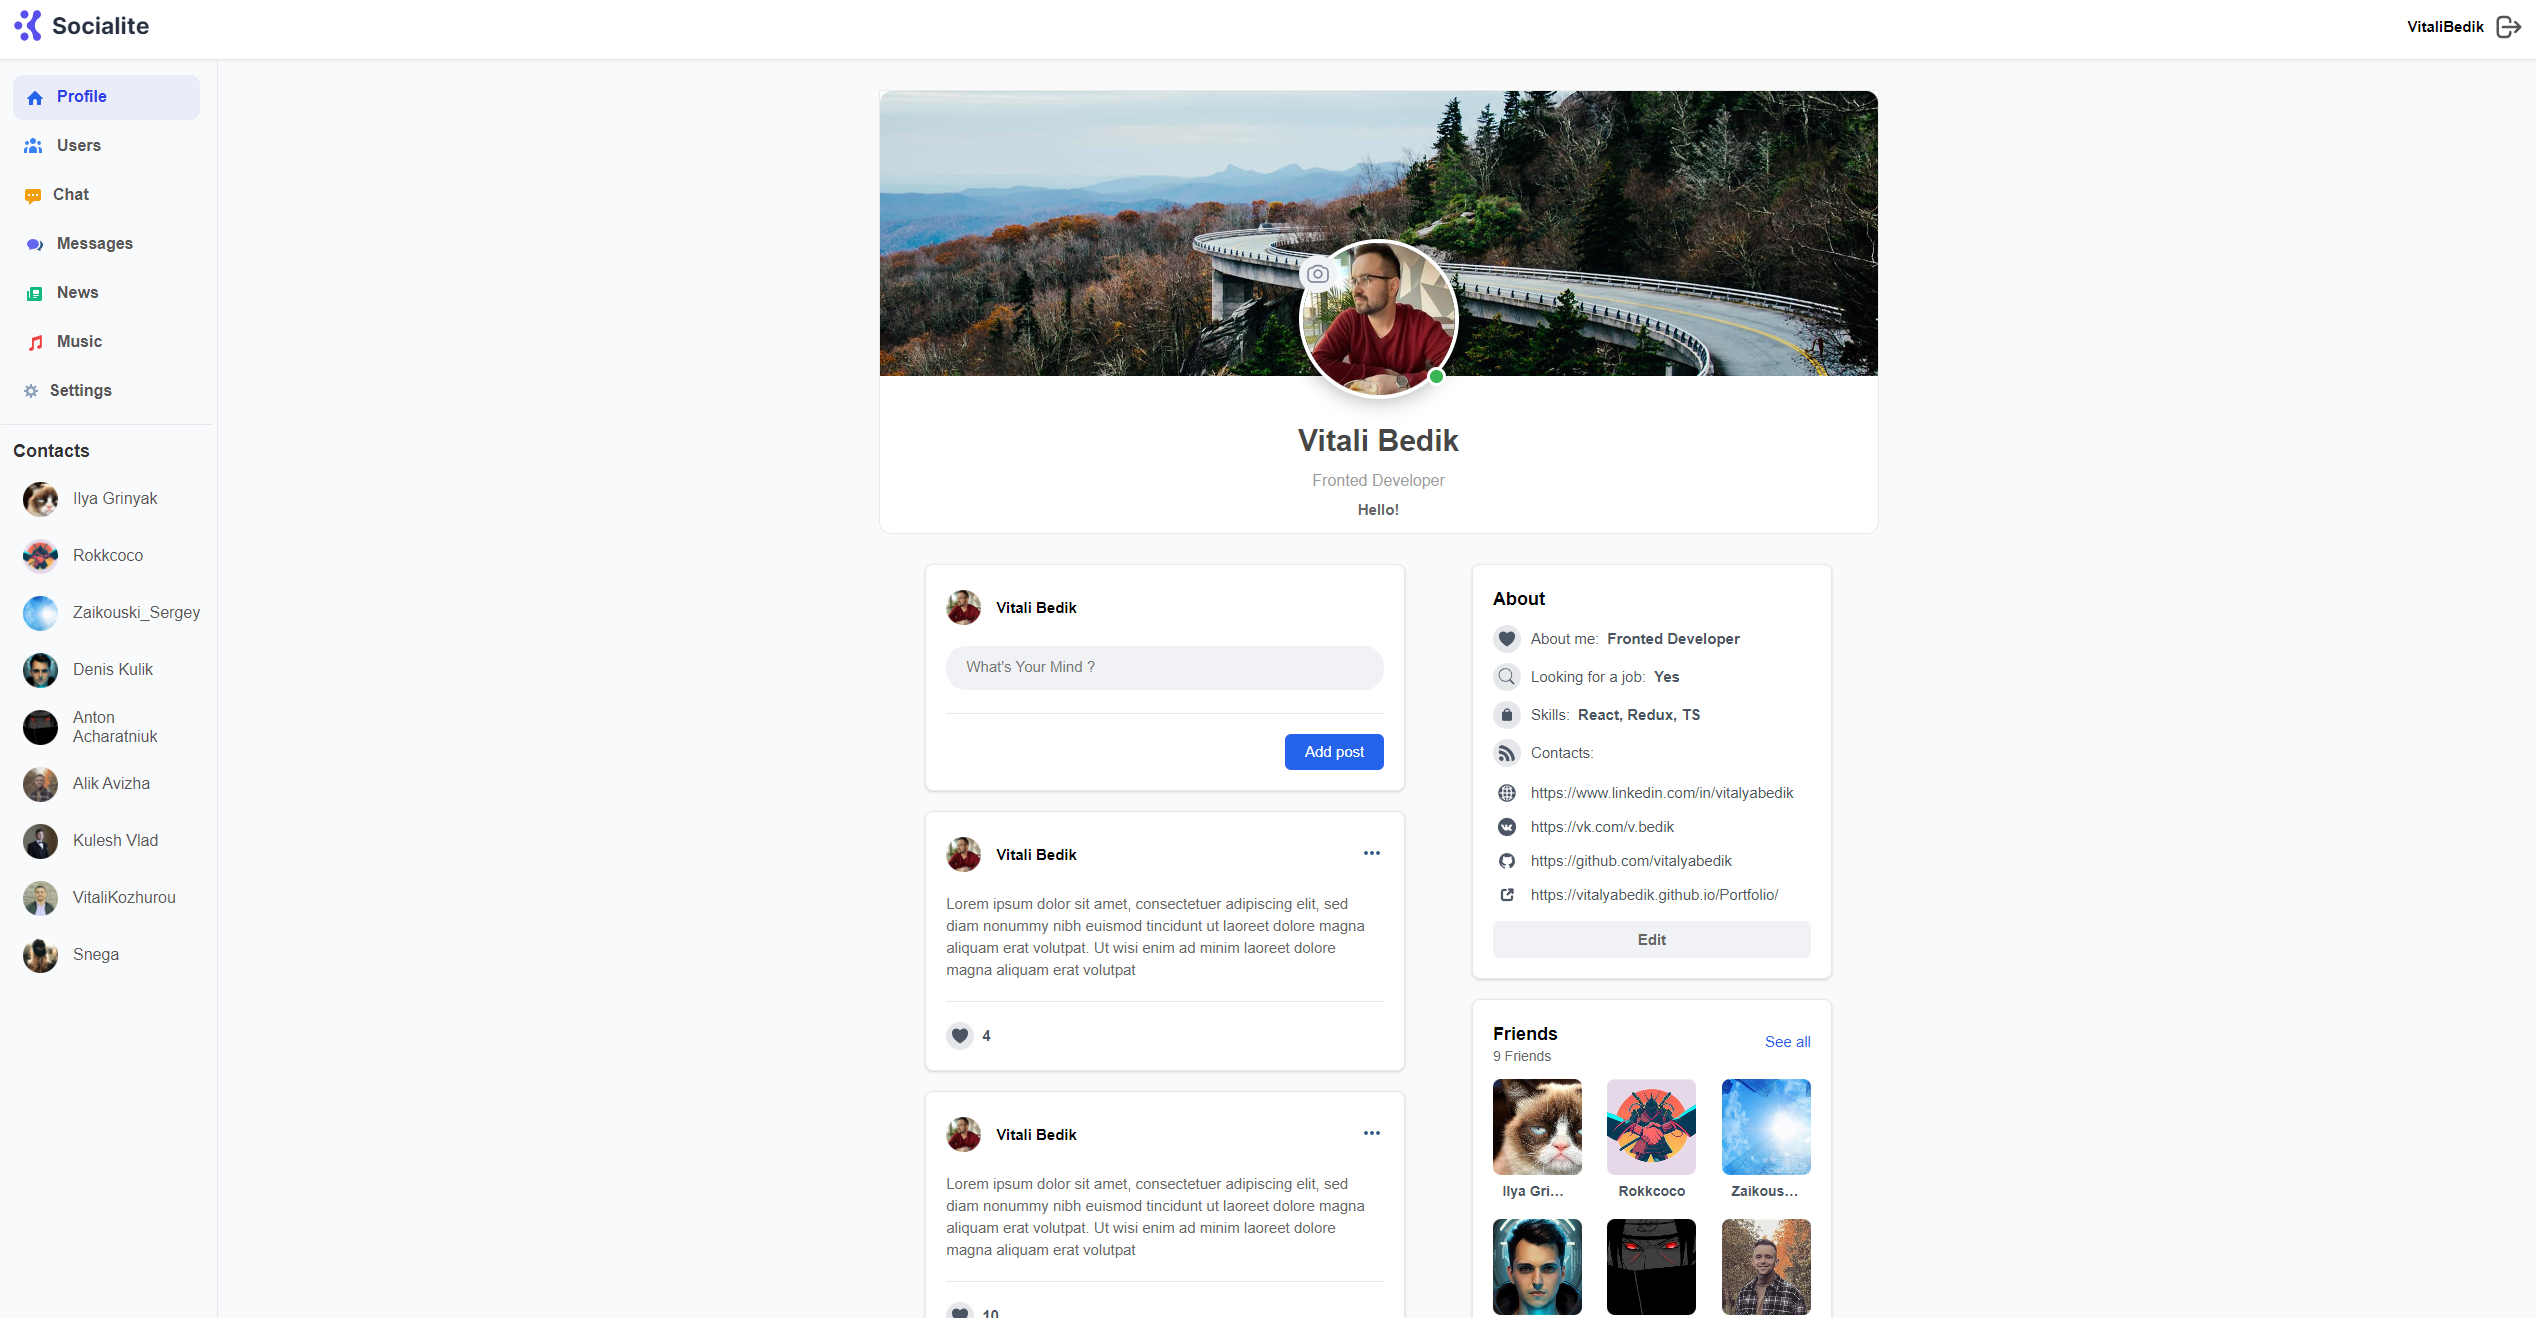 Socialite
VitaliBedik
Profile
Users
Chat
Messages
News
Music
Settings
Contacts
Ilya Grinyak
Rokkcoco
Zaikouski_Sergey
Denis Kulik
Anton
Acharatniuk
Alik Avizha
Kulesh Vlad
VitaliKozhurou
Snega
Vitali Bedik
Fronted Developer
Hello!
Vitali Bedik
What's Your Mind ?
Add post
Vitali Bedik
Lorem ipsum dolor sit amet, consectetuer adipiscing elit, sed
diam nonummy nibh euismod tincidunt ut laoreet dolore magna
aliquam erat volutpat. Ut wisi enim ad minim laoreet dolore
magna aliquam erat volutpat
4
Vitali Bedik
Lorem ipsum dolor sit amet, consectetuer adipiscing elit, sed
diam nonummy nibh euismod tincidunt ut laoreet dolore magna
aliquam erat volutpat. Ut wisi enim ad minim laoreet dolore
magna aliquam erat volutpat
10
About
About me: Fronted Developer
Looking for a job: Yes
Skills: React, Redux, TS
Contacts:
https://www.linkedin.com/in/vitalyabedik
https://vk.com/v.bedik
https://github.com/vitalyabedik
https://vitalyabedik.github.io/Portfolio/
Edit
Friends
See all
9 Friends
Ilya Gri...
Rokkcoco
Zaikous...